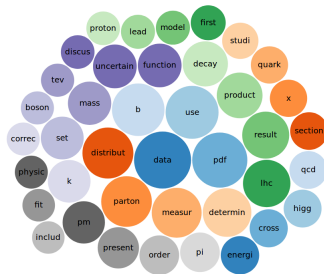 proton
lead
model
first
discus
uncertain
function
decay
studi
quark
tev
mass
b
use
product
x
boson
correc
set
distribut
data
pdf
result
section
physic
k
parton
measur
determin
lhc
qcd
fit
pm
higg
includ
present
order
pi
energi
cross